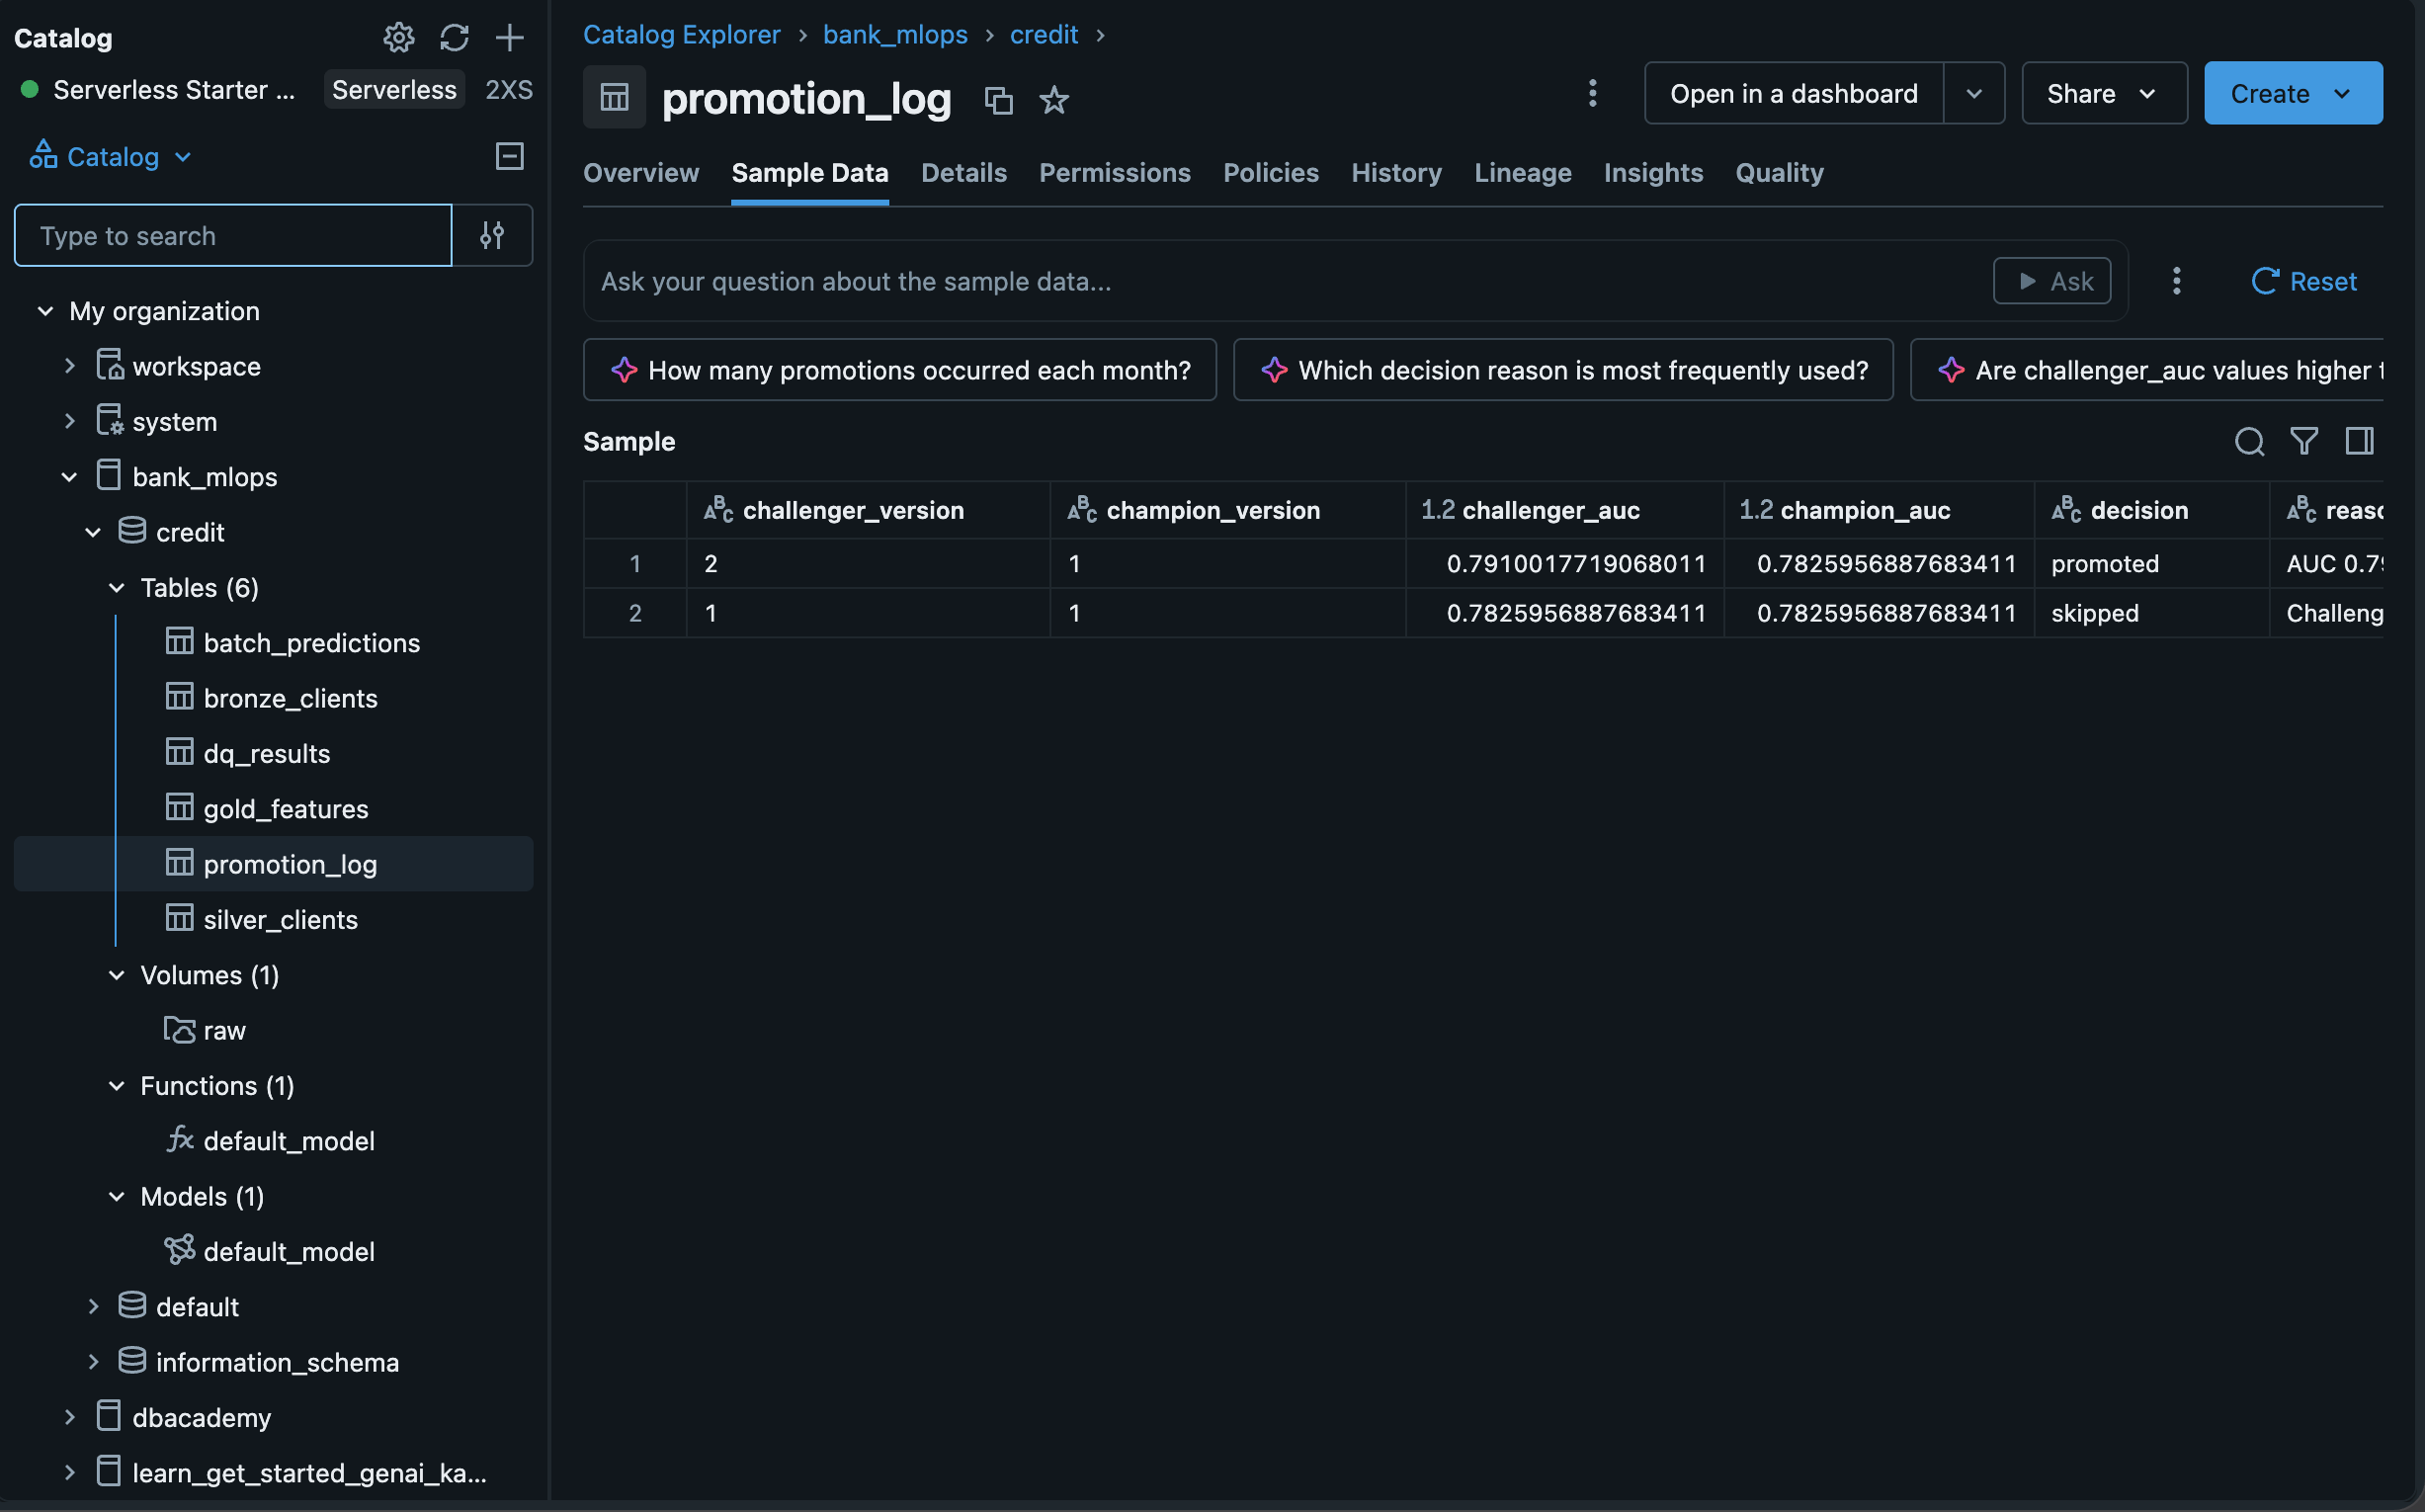 Catalog
Serverless Starter ... Serverless 2XS
Catalog
Type to search
My organization
workspace
system
bank_mlops
credit
Tables (6)
batch_predictions
bronze_clients
dq_results
gold_features
promotion_log
silver_clients
Volumes (1)
raw
Functions (1)
default_model
Models (1)
default_model
default
information_schema
dbacademy
learn_get_started_genai_ka...
Catalog Explorer > bank_mlops > credit >
promotion_log
Open in a dashboard Share Create
Overview Sample Data Details Permissions Policies History Lineage Insights Quality
Ask your question about the sample data... Ask Reset
How many promotions occurred each month? Which decision reason is most frequently used? Are challenger_auc values higher
Sample
challenger_version champion_version 1.2 challenger_auc 1.2 champion_auc decision reaso
1 2 1 0.7910017719068011 0.7825956887683411 promoted AUC 0.79
2 1 1 0.7825956887683411 0.7825956887683411 skipped Challeng